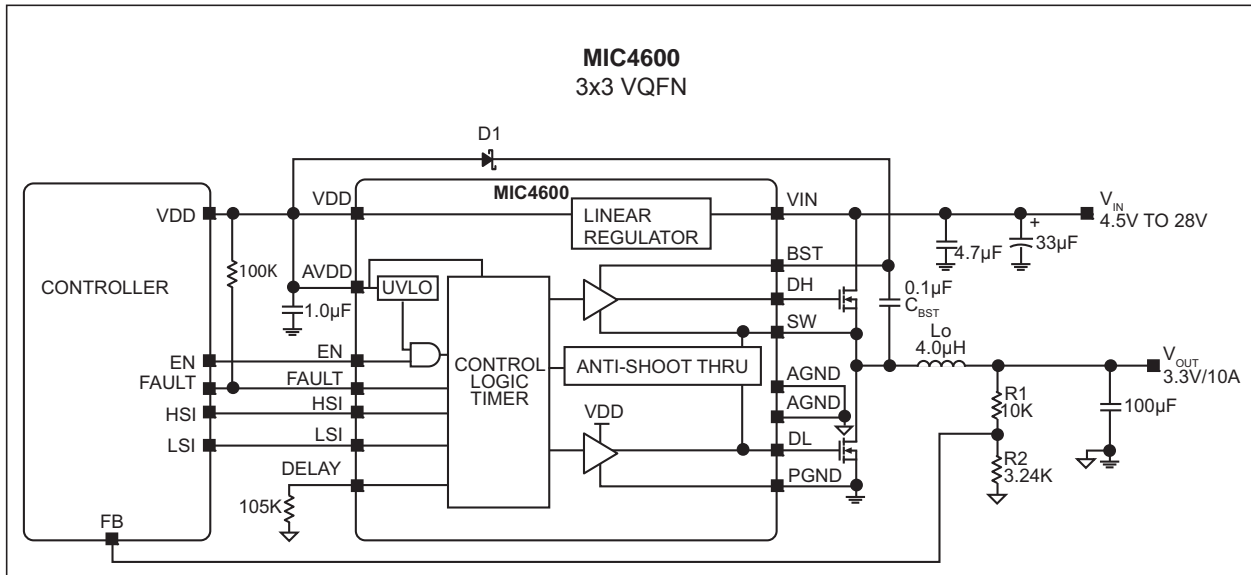 MIC4600
3x3 VQFN
D1
MIC4600
VDD
VDD
LINEAR
REGULATOR
VIN
V_IN
4.5V TO 28V
4.7µF
+
33µF
100K
CONTROLLER
AVDD
UVLO
1.0µF
BST
DH
SW
0.1µF
C_BST
Lo
4.0µH
V_OUT
3.3V/10A
EN
EN
FAULT
FAULT
HSI
HSI
LSI
LSI
DELAY
105K
CONTROL
LOGIC
TIMER
ANTI-SHOOT THRU
VDD
AGND
AGND
DL
PGND
R1
10K
R2
3.24K
100µF
FB